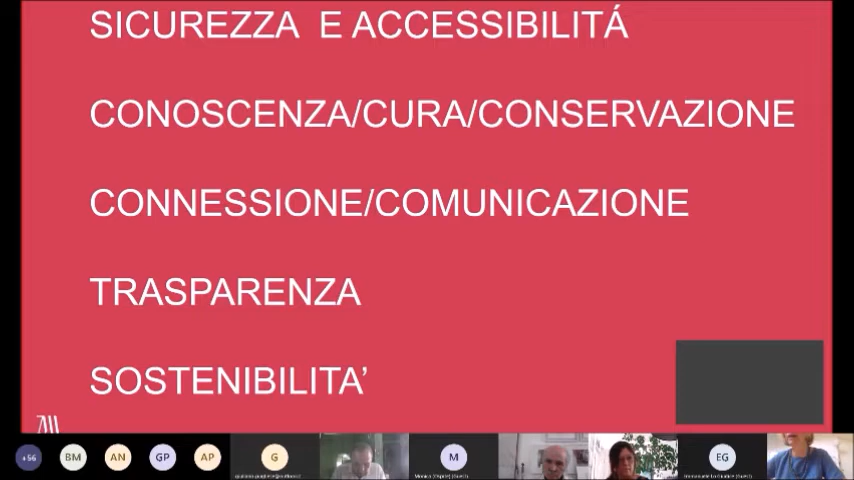 SICUREZZA E ACCESSIBILITÁ
CONOSCENZA/CURA/CONSERVAZIONE
CONNESSIONE/COMUNICAZIONE
TRASPARENZA
SOSTENIBILITA’
+56
BM
AN
GP
AP
G
M
EG